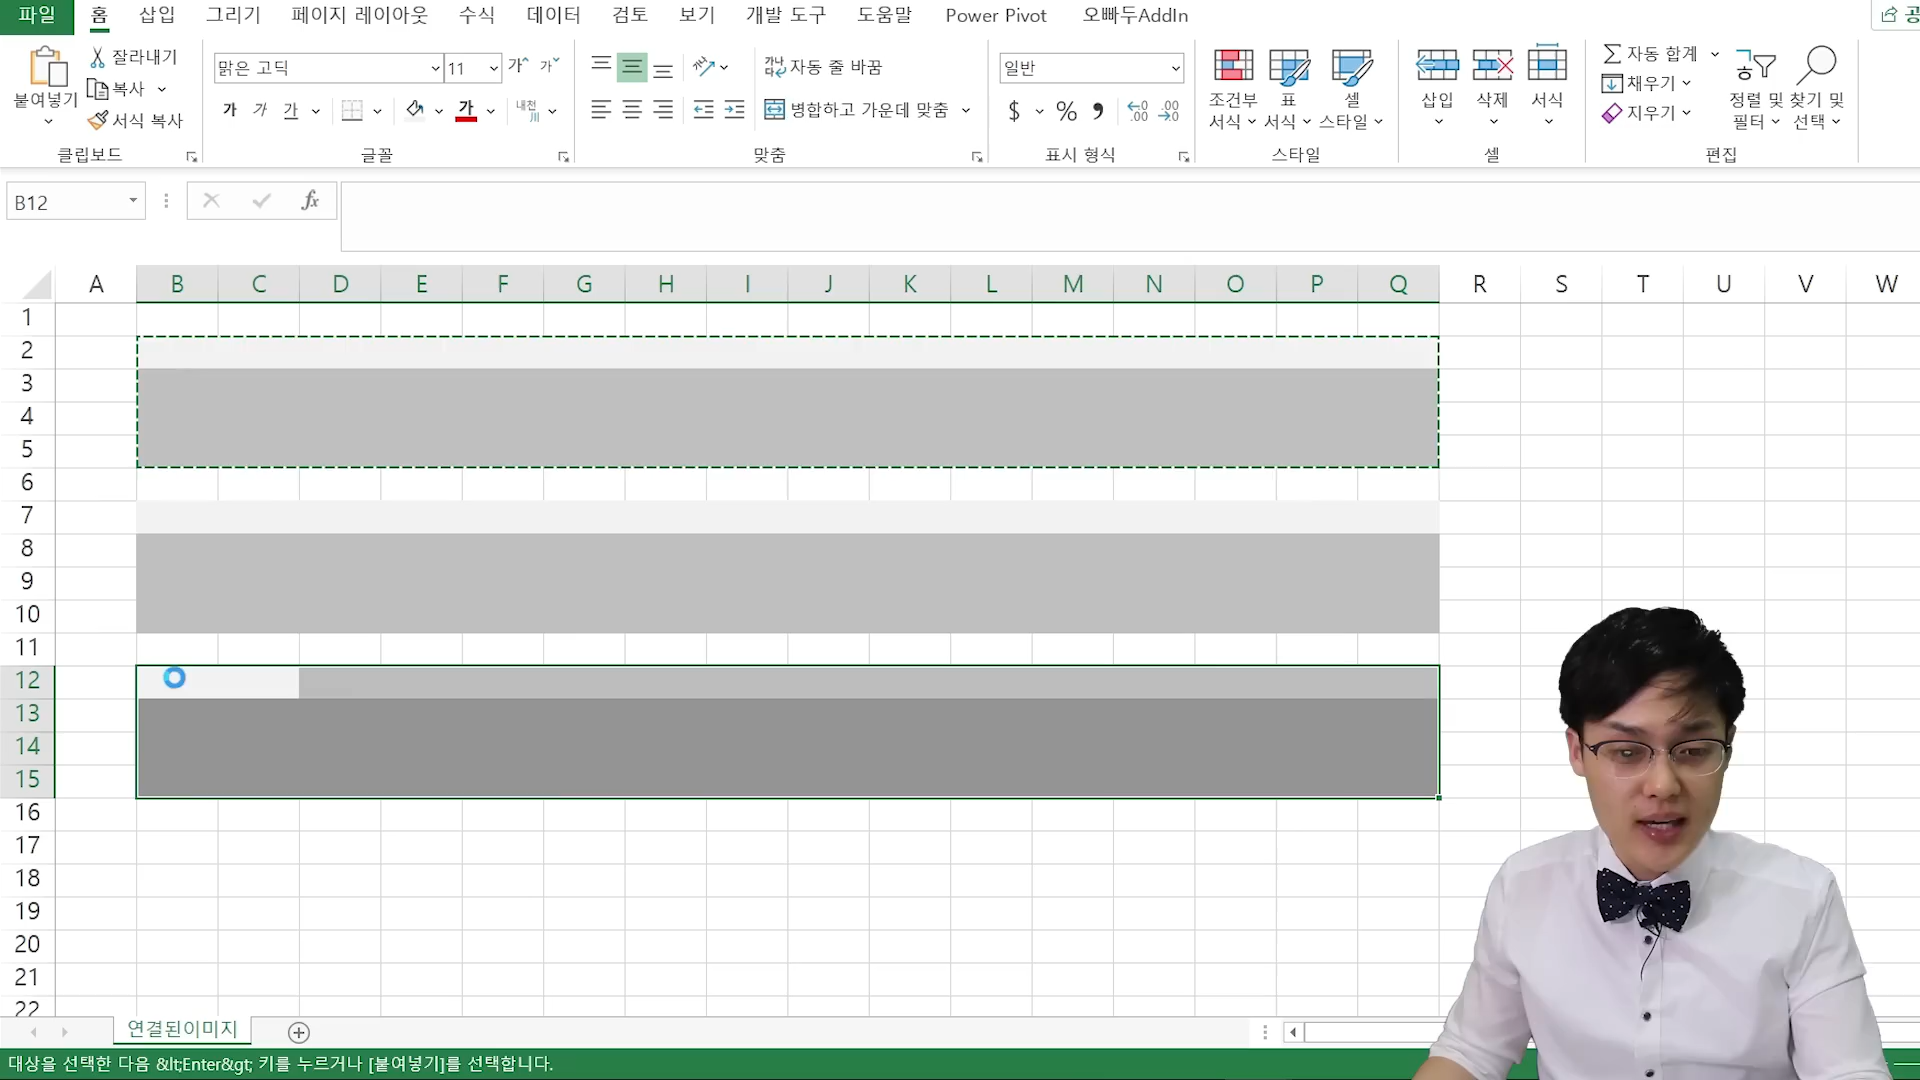 파일 홈 삽입 그리기 페이지 레이아웃 수식 데이터 검토 보기 개발 도구 도움말 Power Pivot 오빠두AddIn 공
붙여넣기
잘라내기
복사
서식 복사
클립보드
맑은 고딕 11 가 가
가 가 간 가 내천 川
글꼴
가나 다 자동 줄 바꿈
병합하고 가운데 맞춤
맞춤
일반
$ % , .00 .00
표시 형식
조건부 서식
표 서식
셀 스타일
스타일
삽입 삭제 서식
셀
∑ 자동 합계
채우기
지우기
정렬 및 필터
찾기 및 선택
편집
B12 fx
A B C D E F G H I J K L M N O P Q R S T U V W
1
2
3
4
5
6
7
8
9
10
11
12
13
14
15
16
17
18
19
20
21
22
연결된이미지
대상을 선택한 다음 &lt;Enter&gt; 키를 누르거나 [붙여넣기]를 선택합니다.